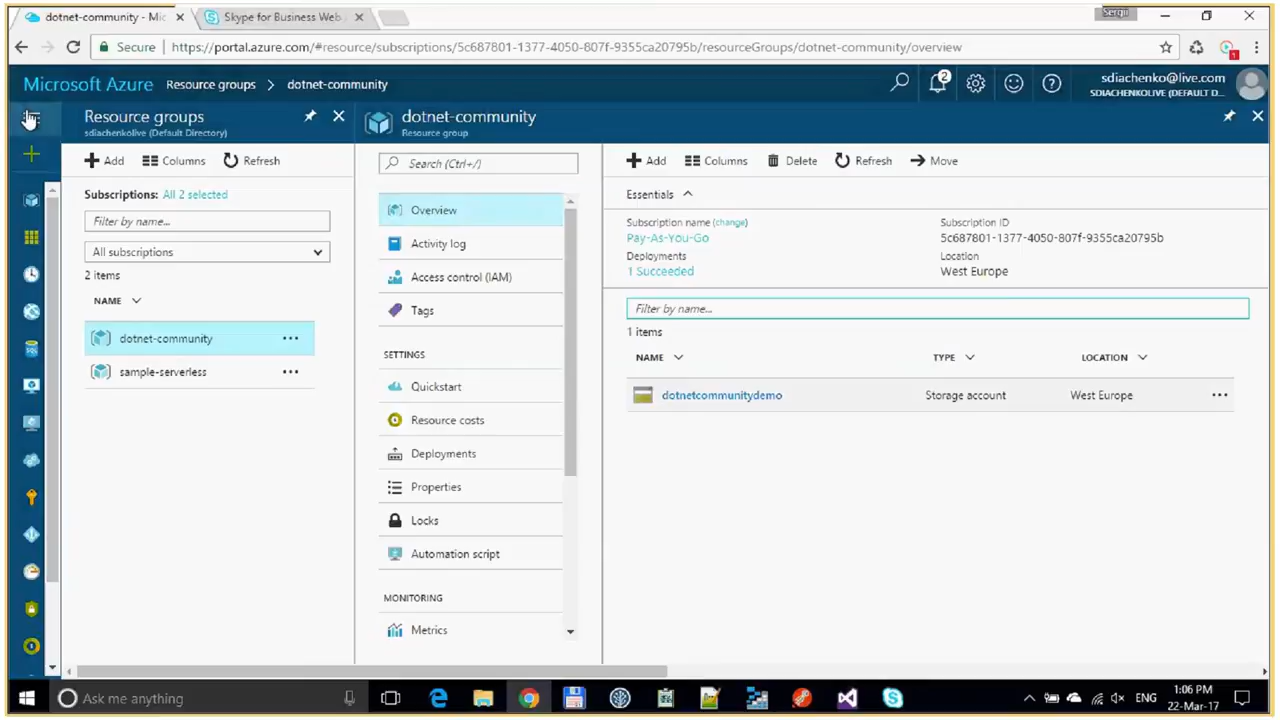 dotnet-community - Mic
Skype for Business Web
Sergii
Secure
https://portal.azure.com/#resource/subscriptions/5c687801-1377-4050-807f-9355ca20795b/resourceGroups/dotnet-community/overview
1
Microsoft Azure
Resource groups > dotnet-community
2
sdiachenko@live.com
SDIACHENKOLIVE (DEFAULT D...
Resource groups
sdiachenkolive (Default Directory)
Add
Columns
Refresh
Subscriptions: All 2 selected
Filter by name...
All subscriptions
2 items
NAME
dotnet-community
sample-serverless
dotnet-community
Resource group
Search (Ctrl+/)
Overview
Activity log
Access control (IAM)
Tags
SETTINGS
Quickstart
Resource costs
Deployments
Properties
Locks
Automation script
MONITORING
Metrics
Add
Columns
Delete
Refresh
Move
Essentials
Subscription name (change)
Pay-As-You-Go
Deployments
1 Succeeded
Subscription ID
5c687801-1377-4050-807f-9355ca20795b
Location
West Europe
Filter by name...
1 items
NAME
TYPE
LOCATION
dotnetcommunitydemo
Storage account
West Europe
SQL
Ask me anything
ENG
1:06 PM
22-Mar-17